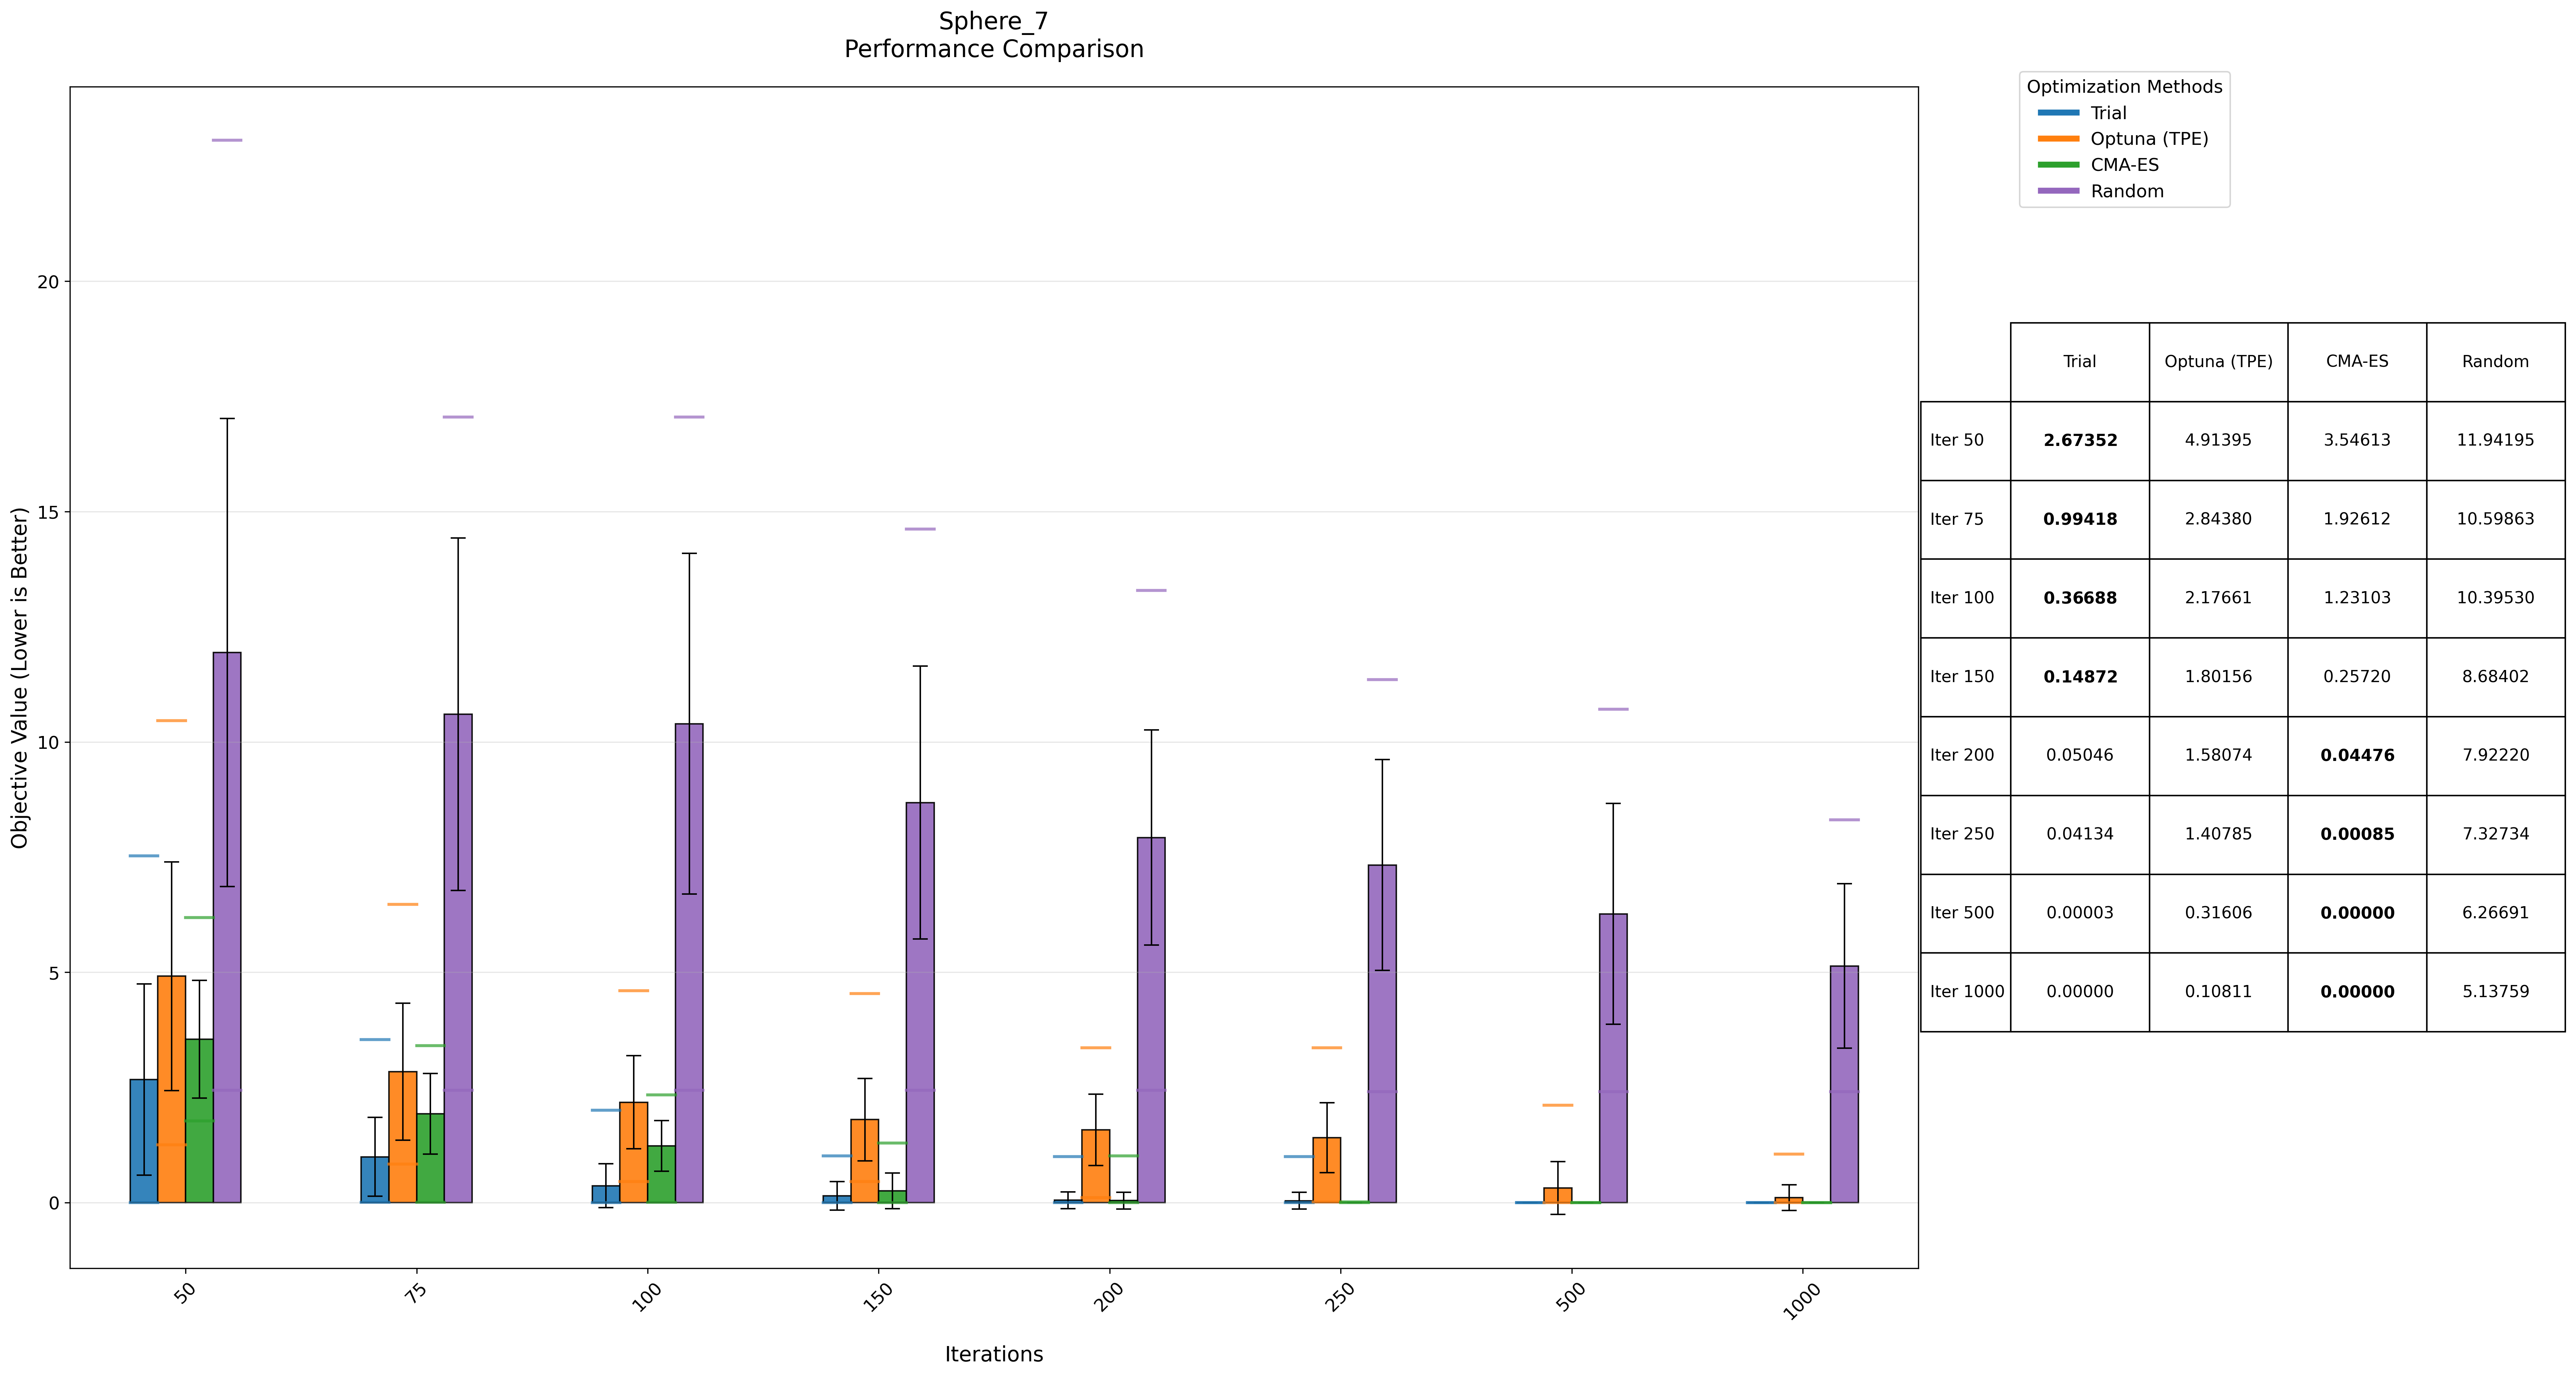 Sphere_7
Performance Comparison
Objective Value (Lower is Better)
20
15
10
5
0
50
75
100
150
200
250
500
1000
Iterations
Optimization Methods
Trial
Optuna (TPE)
CMA-ES
Random
Trial Optuna (TPE) CMA-ES Random
Iter 50 2.67352 4.91395 3.54613 11.94195
Iter 75 0.99418 2.84380 1.92612 10.59863
Iter 100 0.36688 2.17661 1.23103 10.39530
Iter 150 0.14872 1.80156 0.25720 8.68402
Iter 200 0.05046 1.58074 0.04476 7.92220
Iter 250 0.04134 1.40785 0.00085 7.32734
Iter 500 0.00003 0.31606 0.00000 6.26691
Iter 1000 0.00000 0.10811 0.00000 5.13759